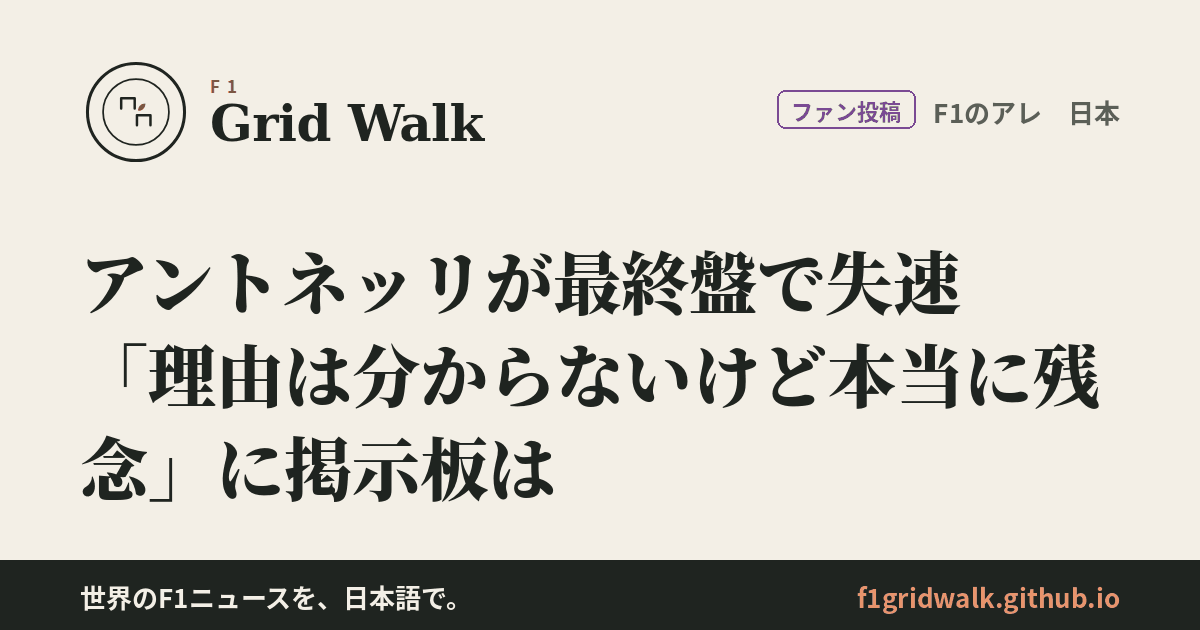 F1
Grid Walk
ファン投稿
F1のアレ　日本
アントネッリが最終盤で失速
「理由は分からないけど本当に残
念」に掲示板は
世界のF1ニュースを、日本語で。
f1gridwalk.github.io